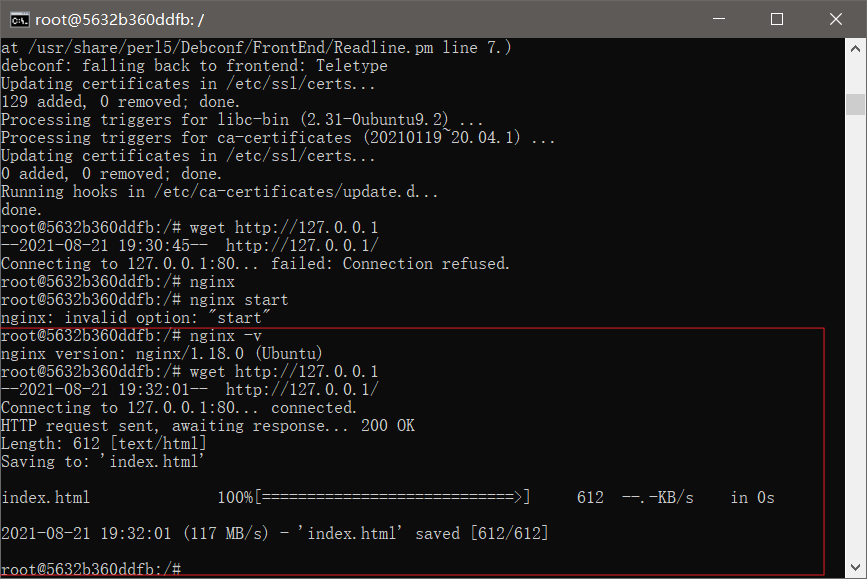 root@5632b360ddfb: /
at /usr/share/perl5/Debconf/FrontEnd/Readline.pm line 7.)
debconf: falling back to frontend: Teletype
Updating certificates in /etc/ssl/certs...
129 added, 0 removed; done.
Processing triggers for libc-bin (2.31-0ubuntu9.2) ...
Processing triggers for ca-certificates (20210119~20.04.1) ...
Updating certificates in /etc/ssl/certs...
0 added, 0 removed; done.
Running hooks in /etc/ca-certificates/update.d...
done.
root@5632b360ddfb:/# wget http://127.0.0.1
--2021-08-21 19:30:45--  http://127.0.0.1/
Connecting to 127.0.0.1:80... failed: Connection refused.
root@5632b360ddfb:/# nginx
root@5632b360ddfb:/# nginx start
nginx: invalid option: "start"
root@5632b360ddfb:/# nginx -v
nginx version: nginx/1.18.0 (Ubuntu)
root@5632b360ddfb:/# wget http://127.0.0.1
--2021-08-21 19:32:01--  http://127.0.0.1/
Connecting to 127.0.0.1:80... connected.
HTTP request sent, awaiting response... 200 OK
Length: 612 [text/html]
Saving to: 'index.html'
index.html              100%[============================>]     612  --.-KB/s    in 0s
2021-08-21 19:32:01 (117 MB/s) - 'index.html' saved [612/612]
root@5632b360ddfb:/#